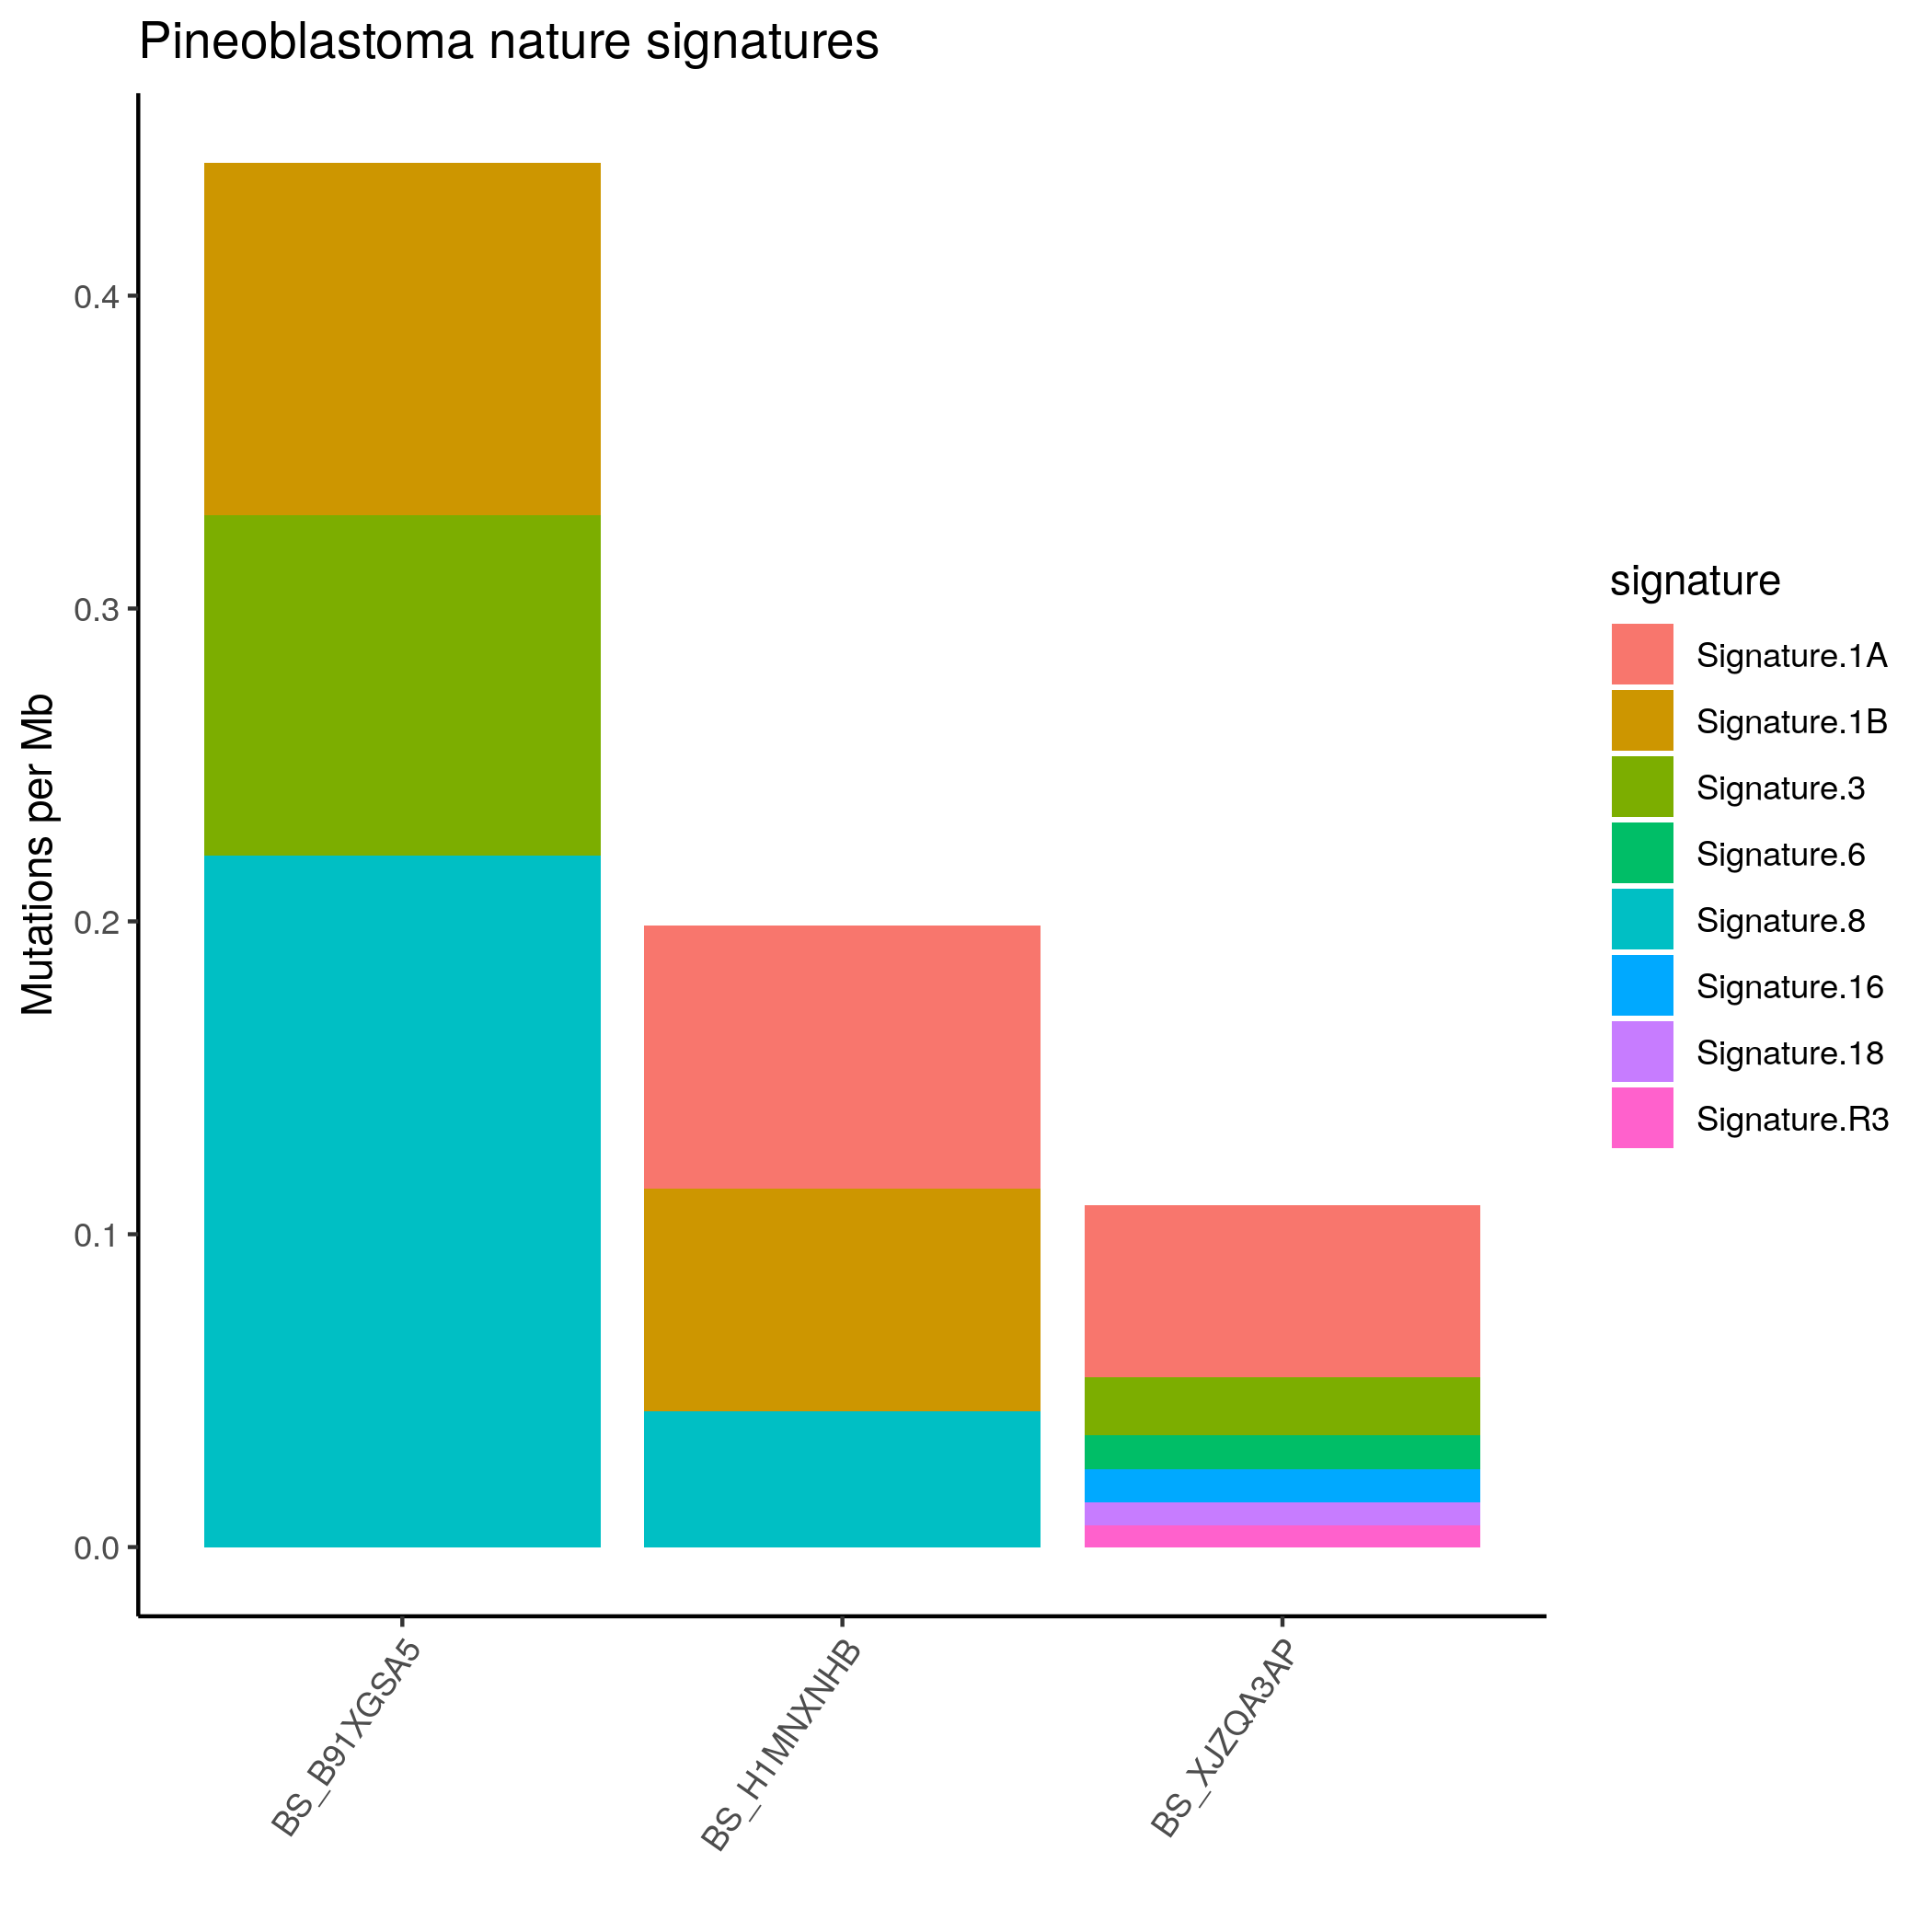 Pineoblastoma nature signatures
Mutations per Mb
0.4
0.3
0.2
0.1
0.0
BS_B91XGSA5
BS_H1MNXNHB
BS_XJZQA3AP
signature
Signature.1A
Signature.1B
Signature.3
Signature.6
Signature.8
Signature.16
Signature.18
Signature.R3